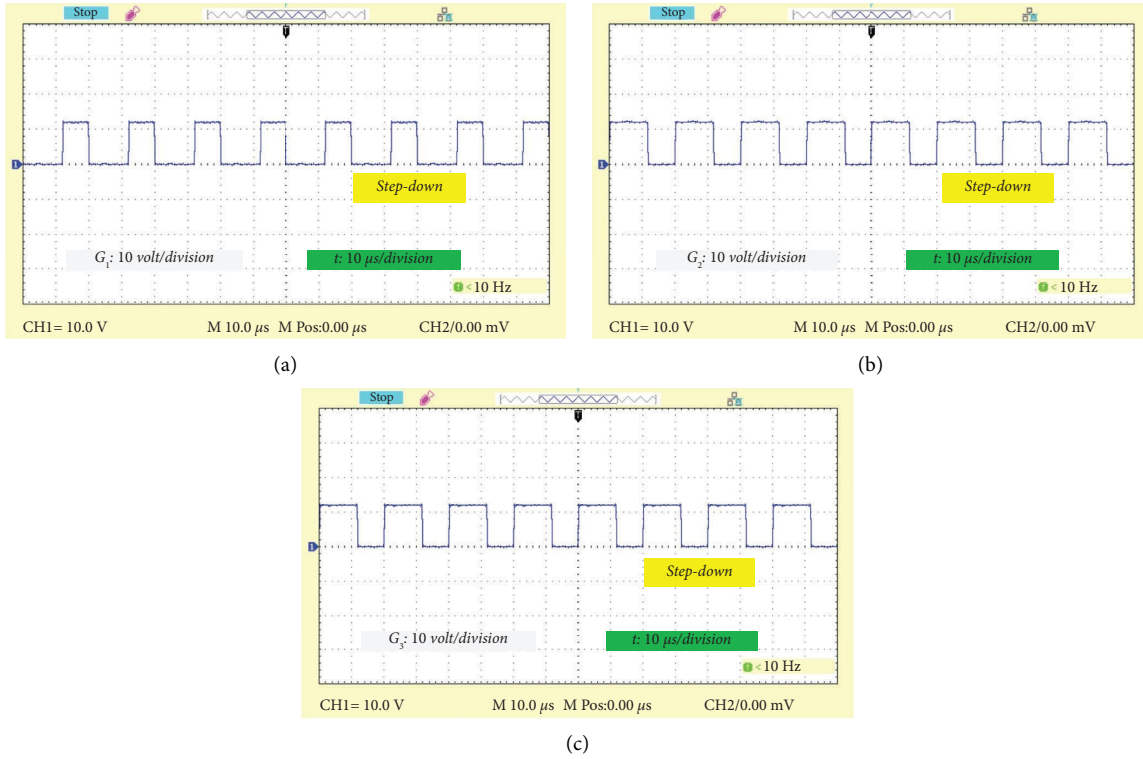 Stop
T
1
Step-down
G1: 10 volt/division
t: 10 μs/division
<10 Hz
CH1= 10.0 V M 10.0 μs M Pos:0.00 μs CH2/0.00 mV
(a)
Stop
T
1
Step-down
G2: 10 volt/division
t: 10 μs/division
<10 Hz
CH1= 10.0 V M 10.0 μs M Pos:0.00 μs CH2/0.00 mV
(b)
Stop
T
1
Step-down
G3: 10 volt/division
t: 10 μs/division
<10 Hz
CH1= 10.0 V M 10.0 μs M Pos:0.00 μs CH2/0.00 mV
(c)